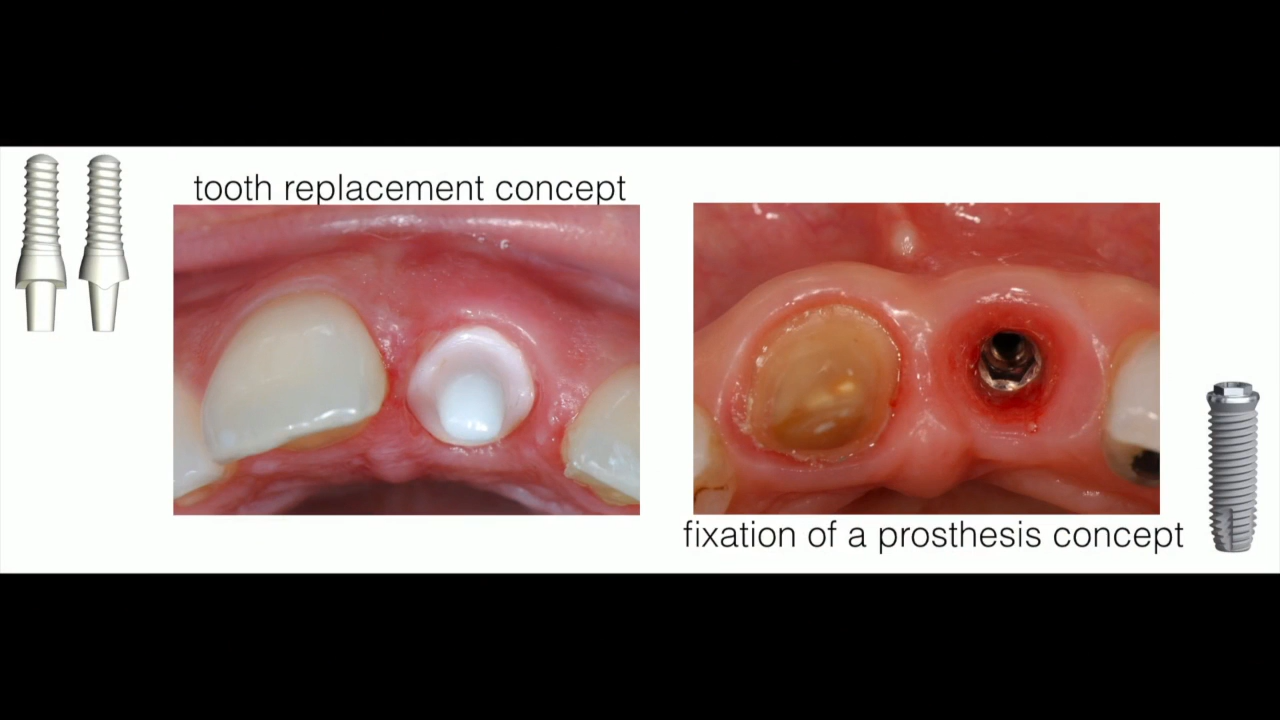 tooth replacement concept
fixation of a prosthesis concept